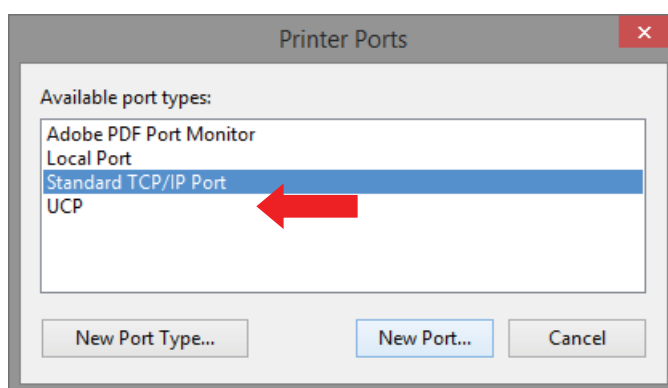 Printer Ports
Available port types:
Adobe PDF Port Monitor
Local Port
Standard TCP/IP Port
UCP
New Port Type... New Port... Cancel